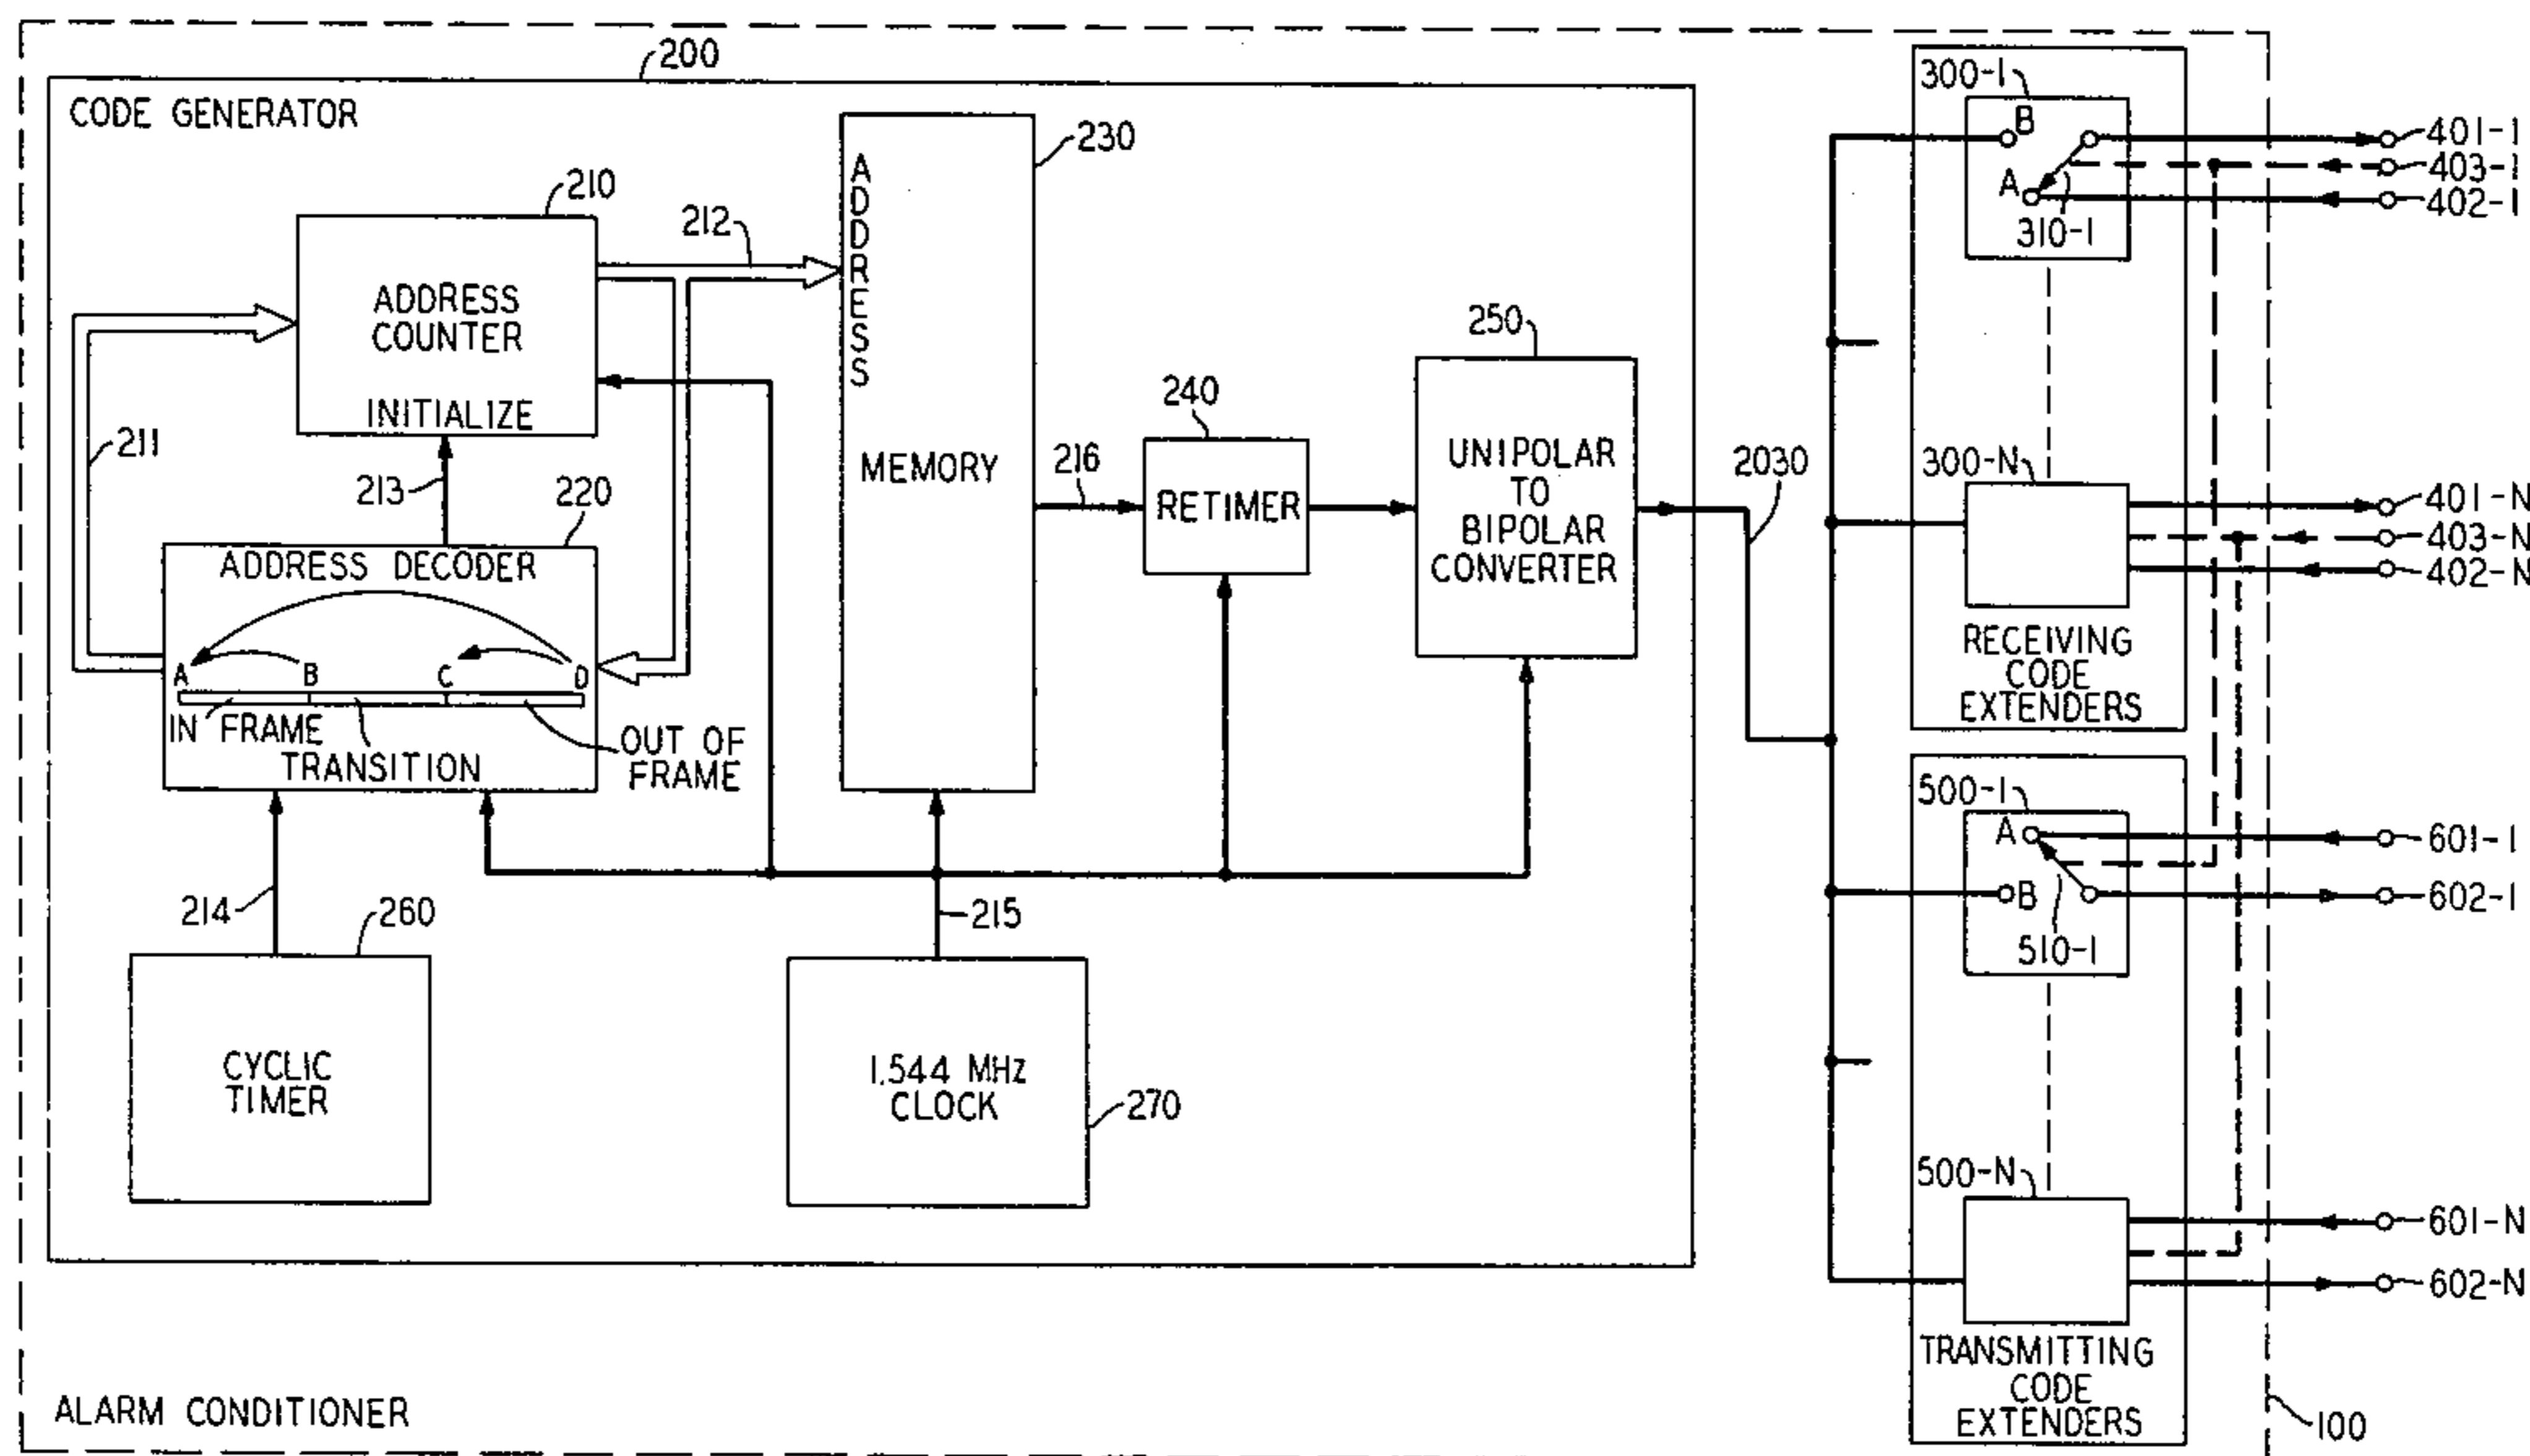 200
CODE GENERATOR
230
ADDRESS
MEMORY
210
ADDRESS
COUNTER
INITIALIZE
212
211
213
220
ADDRESS DECODER
A
B
C
D
IN FRAME
TRANSITION
OUT OF
FRAME
216
240
RETIMER
250
UNIPOLAR
TO
BIPOLAR
CONVERTER
2030
214
260
CYCLIC
TIMER
215
1.544 MHz
CLOCK
270
300-1
B
A
310-1
401-1
403-1
402-1
300-N
401-N
403-N
402-N
RECEIVING
CODE
EXTENDERS
500-1
A
B
510-1
601-1
602-1
500-N
601-N
602-N
TRANSMITTING
CODE
EXTENDERS
ALARM CONDITIONER
100